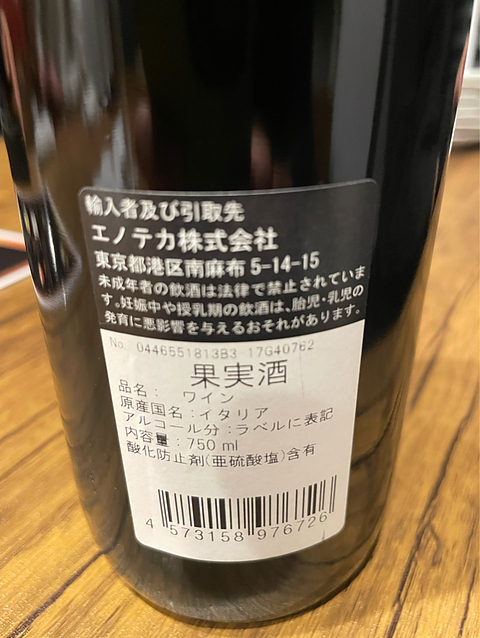 輸入者及び引取先
エノテカ株式会社
東京都港区南麻布 5-14-15
未成年者の飲酒は法律で禁止されていま
す。妊娠中や授乳期の飲酒は、胎児・乳児の
発育に悪影響を与えるおそれがあります。
No. 0446551813B3-17G40762
果実酒
品名： ワイン
原産国名：イタリア
アルコール分：ラベルに表記
内容量：750 ml
酸化防止剤(亜硫酸塩)含有
4 573158 976726